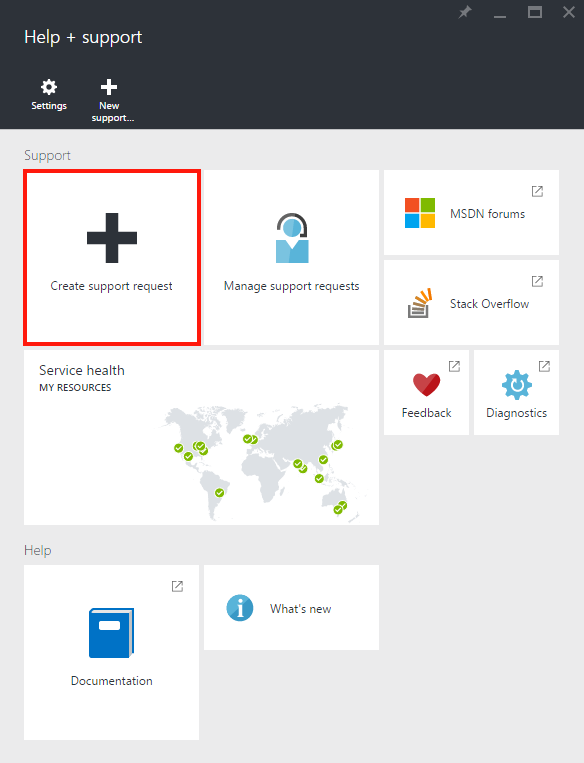 Help + support
Settings
New
support...
Support
Create support request
Manage support requests
MSDN forums
Stack Overflow
Service health
MY RESOURCES
Feedback
Diagnostics
Help
Documentation
What's new